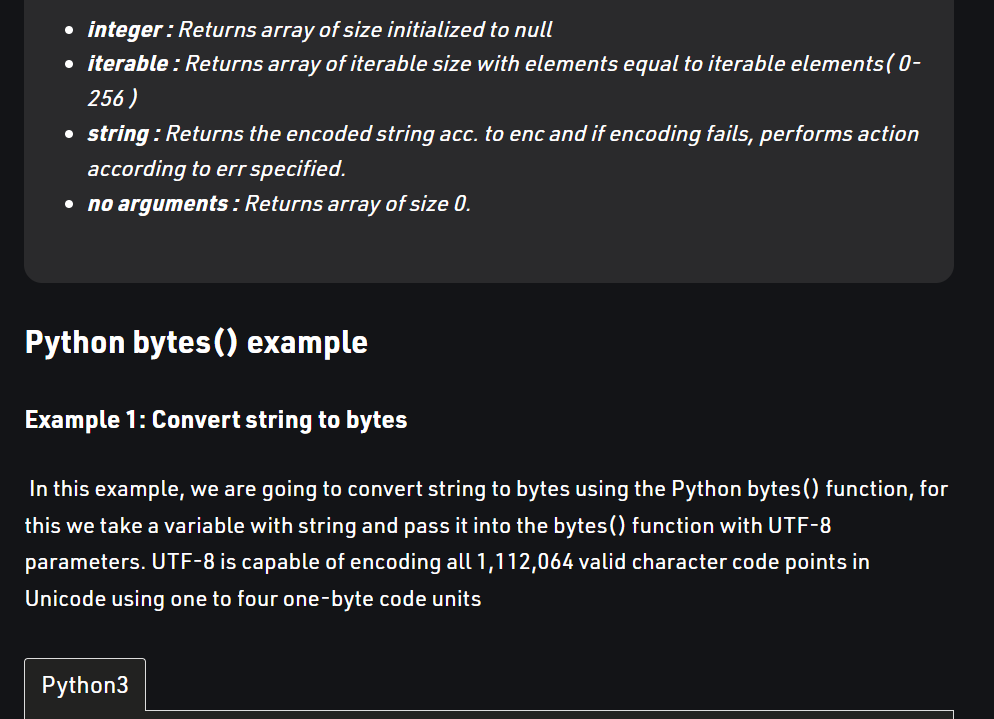 • integer : Returns array of size initialized to null
• iterable : Returns array of iterable size with elements equal to iterable elements( 0-
256 )
• string : Returns the encoded string acc. to enc and if encoding fails, performs action
according to err specified.
• no arguments : Returns array of size 0.
Python bytes() example
Example 1: Convert string to bytes
In this example, we are going to convert string to bytes using the Python bytes() function, for
this we take a variable with string and pass it into the bytes() function with UTF-8
parameters. UTF-8 is capable of encoding all 1,112,064 valid character code points in
Unicode using one to four one-byte code units
Python3